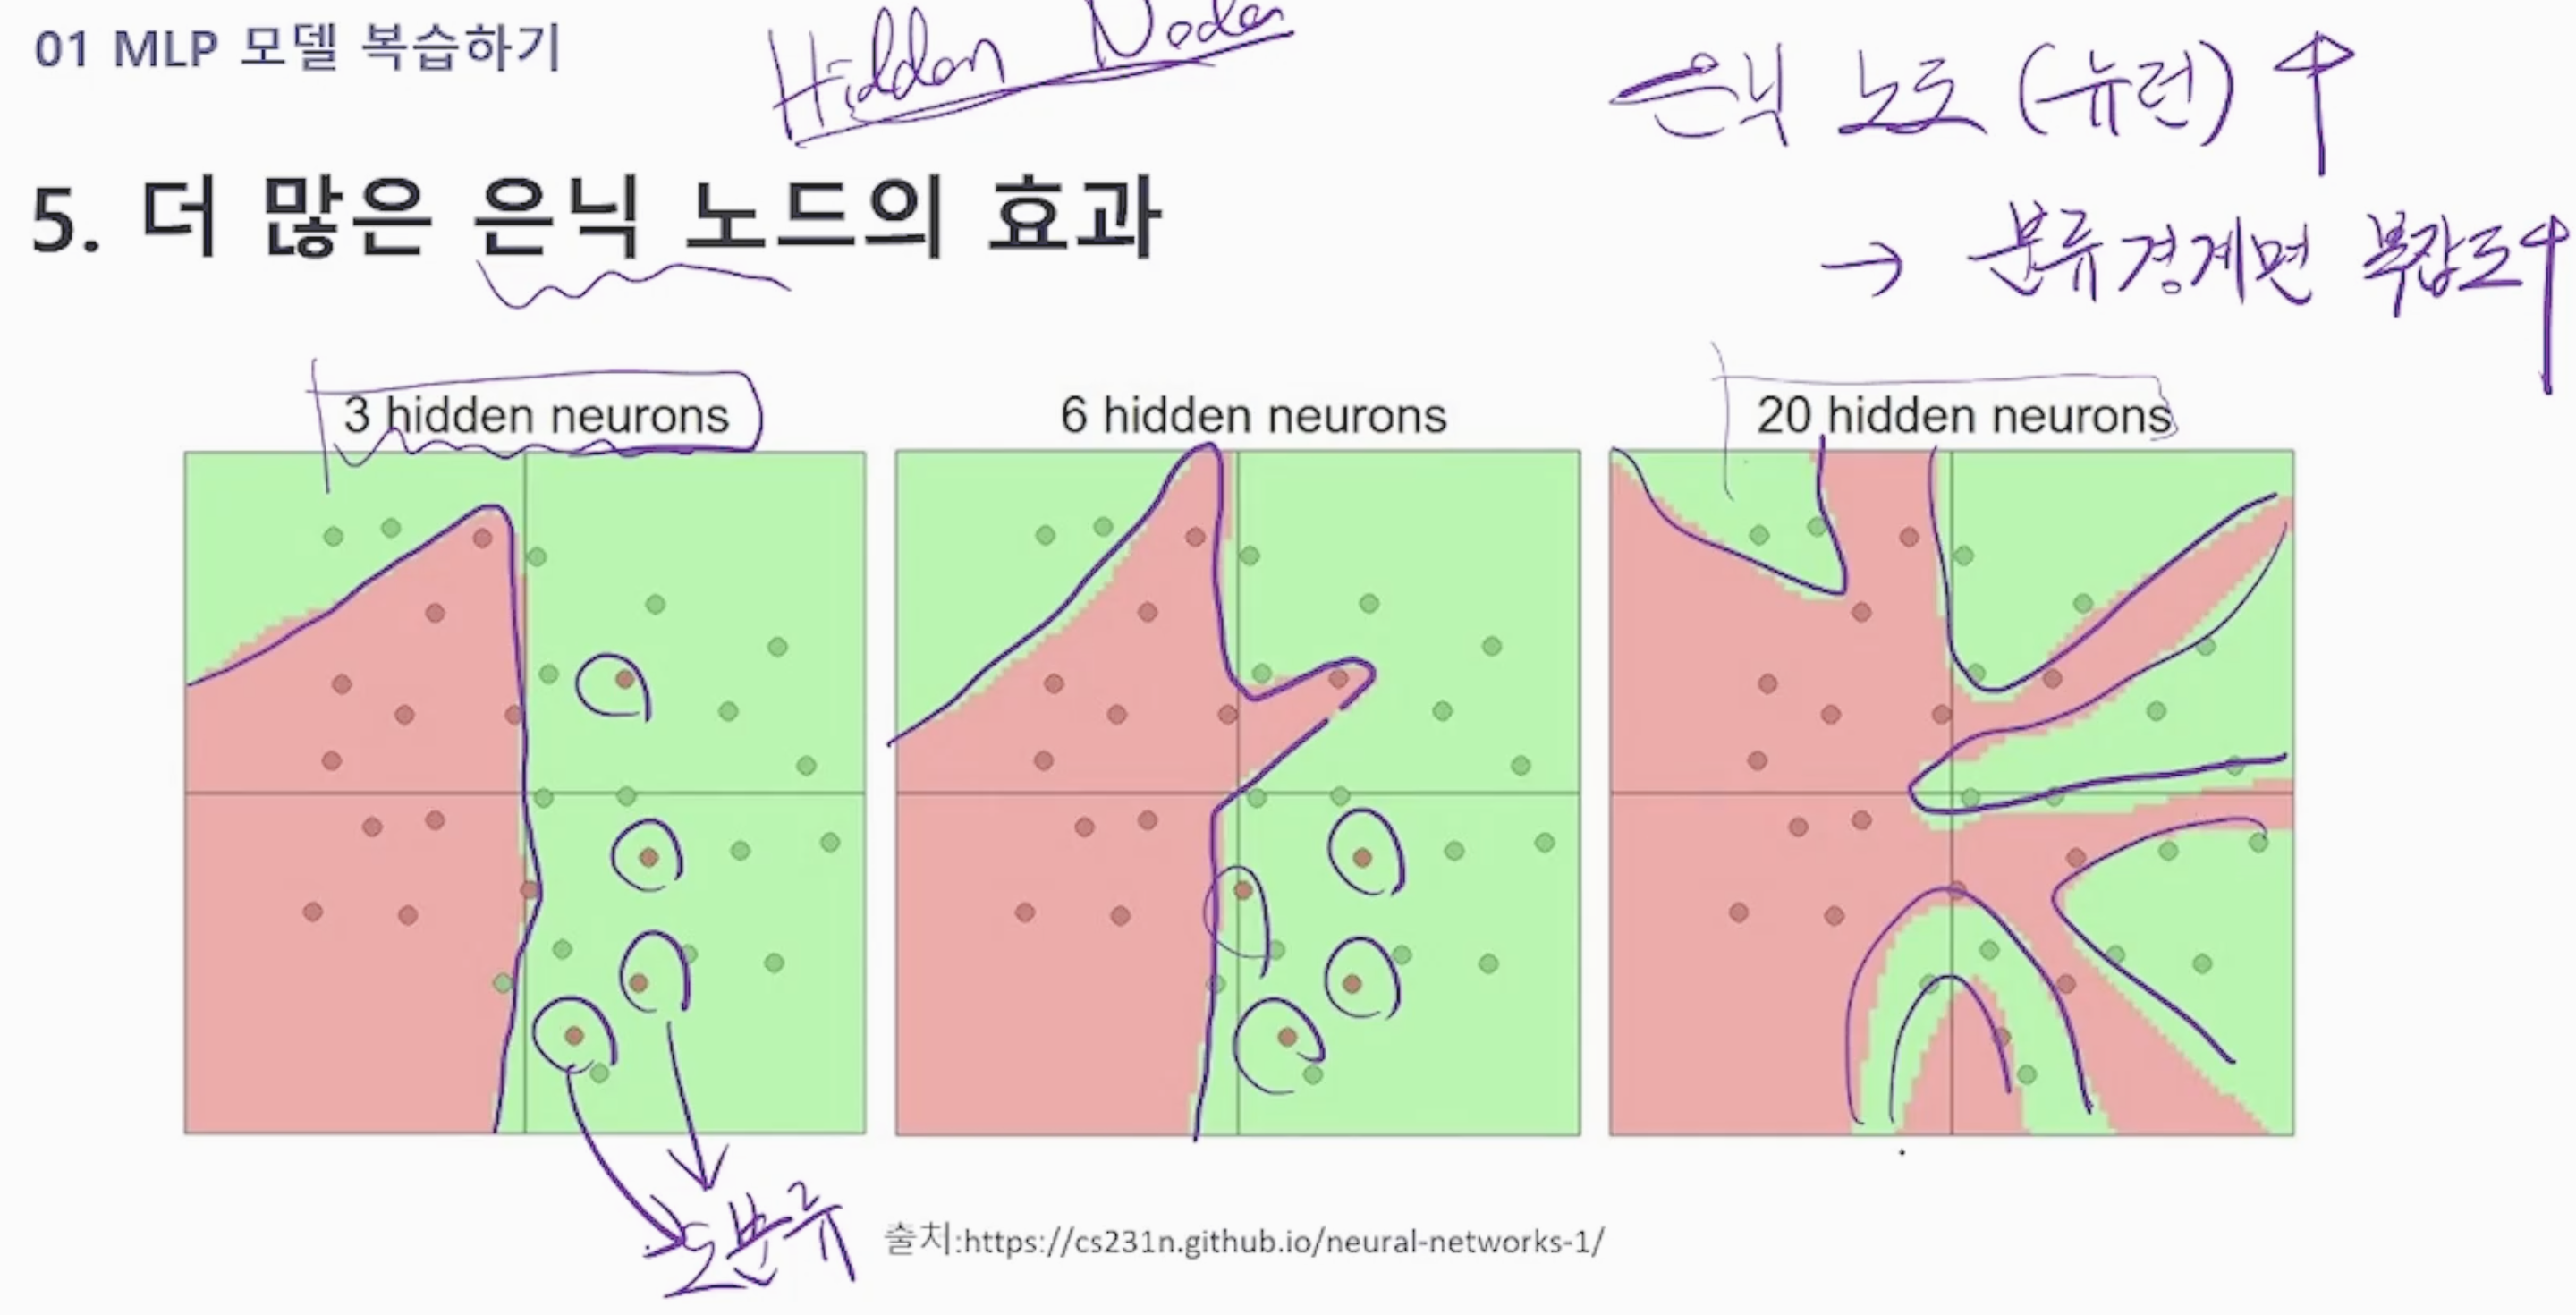 01 MLP 모델 복습하기
Hidden Node
은닉 노드 (뉴런) ↑
5. 더 많은 은닉 노드의 효과
→ 분류경계면 복잡도↑
3 hidden neurons
6 hidden neurons
20 hidden neurons
오분류
출처:https://cs231n.github.io/neural-networks-1/